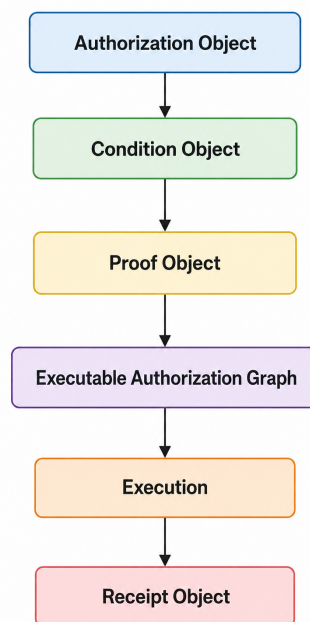 Authorization Object
Condition Object
Proof Object
Executable Authorization Graph
Execution
Receipt Object